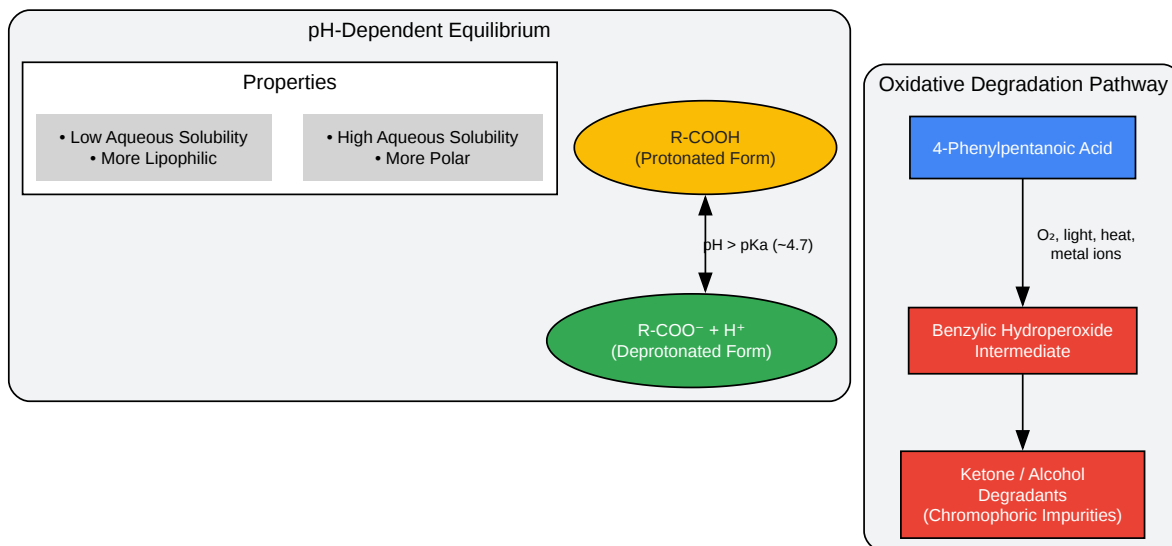 pH-Dependent Equilibrium
Properties
• Low Aqueous Solubility
• More Lipophilic
• High Aqueous Solubility
• More Polar
R-COOH
(Protonated Form)
pH > pKa (~4.7)
R-COO⁻ + H⁺
(Deprotonated Form)
Oxidative Degradation Pathway
4-Phenylpentanoic Acid
O₂, light, heat,
metal ions
Benzylic Hydroperoxide
Intermediate
Ketone / Alcohol
Degradants
(Chromophoric Impurities)